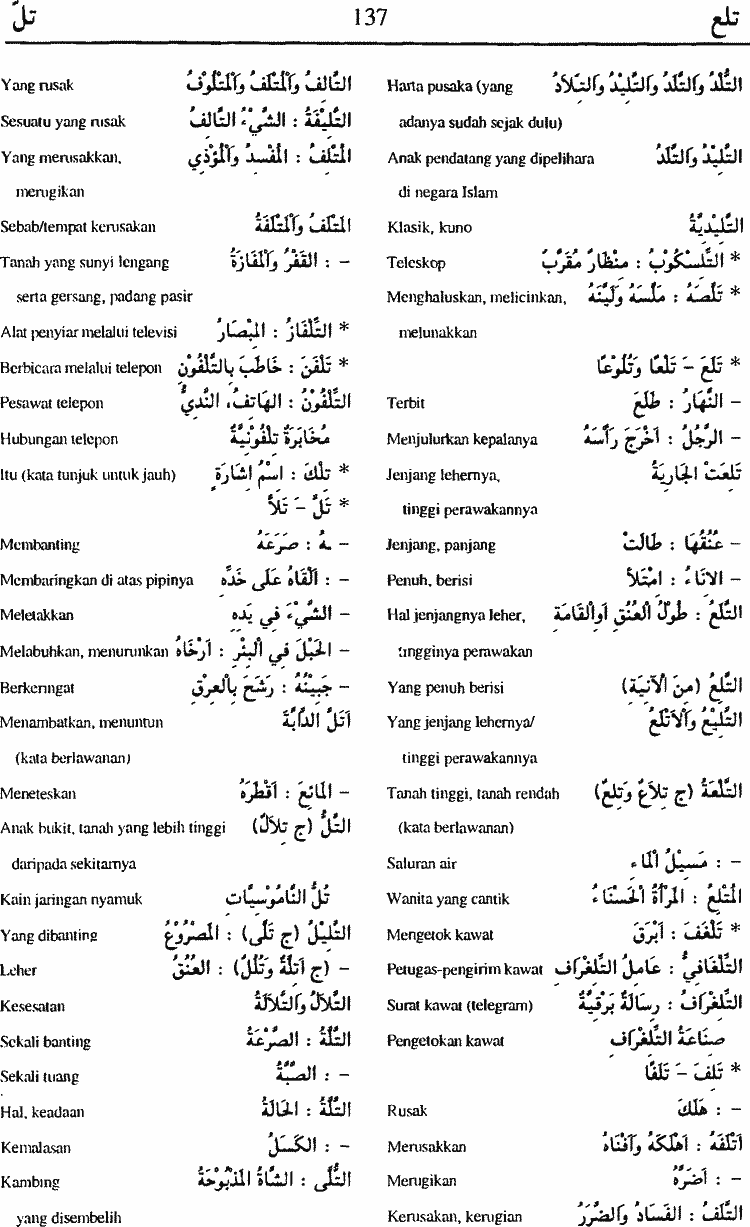 تلع 137 تلّ
التُّلْدُ وَالتَّلَدُ وَالتَّلِيْدُ وَالتِّلاَدُ Harta pusaka (yang
adanya sudah sejak dulu)
التَّلِيْدُ وَالتَّلَدُ Anak pendatang yang dipelihara
di negara Islam
التَّلِيْدِيَّةُ Klasik, kuno
* التِّلِسْكُوْبُ : مِنْظَارٌ مُقَرِّبٌ Teleskop
* تَلَّصَهُ : مَلَّسَهُ وَلَيَّنَهُ Menghaluskan, melicinkan,
melunakkan
* تَلَعَ – تَلْعًا وَتُلُوْعًا
– النَّهَارُ : طَلَعَ Terbit
– الرَّجُلُ : اَخْرَجَ رَأْسَهُ Menjulurkan kepalanya
تَلِعَتْ الجَارِيَةُ Jenjang lehernya,
tinggi perawakannya
– عُنُقُهَا : طَالَتْ Jenjang, panjang
– الاِنَاءُ : امْتَلأَ Penuh, berisi
التَّلَعُ : طُوْلُ الْعُنُقِ اَوِالْقَامَةِ Hal jenjangnya leher,
tingginya perawakan
التَّلِعُ (مِنَ الآنِيَةِ) Yang penuh berisi
التَّلِيْعُ وَالاَتْلَعُ Yang jenjang lehernya/
tinggi perawakannya
التَّلْعَةُ (ج تِلاَعٌ وَتِلَعٌ) Tanah tinggi, tanah rendah
(kata berlawanan)
– : مَسِيْلُ الْمَاءِ Saluran air
الْمُتْلِعُ : الْمَرْأَةُ الْحَسْنَاءُ Wanita yang cantik
* تَلْغَفَ : اَبْرَقَ Mengetok kawat
التِّلْغَافِيُّ : عَامِلُ التِّلِغْرَافِ Petugas-pengirim kawat
التِّلِغْرَافُ : رِسَالَةٌ بَرْقِيَّةٌ Surat kawat (telegram)
صِنَاعَةُ التِّلِغْرَافِ Pengetokan kawat
* تَلِفَ – تَلَفًا
– : هَلَكَ Rusak
اَتْلَفَهُ : اَهْلَكَهُ وَاَفْنَاهُ Merusakkan
– : اَضَرَّهُ Merugikan
التَّلَفُ : الفَسَادُ وَالضَّرَرُ Kerusakan, kerugian
التَّالِفُ وَالْمُتْلَفُ وَالْمَتْلُوْفُ Yang rusak
التَّلِيْفَةُ : الشَّيْءُ التَّالِفُ Sesuatu yang rusak
الْمُتْلِفُ : الْمُفْسِدُ وَالْمُؤْذِي Yang merusakkan,
merugikan
الْمَتْلَفُ وَالْمَتْلَفَةُ Sebab/tempat kerusakan
– : القَفْرُ وَالْمَفَازَةُ Tanah yang sunyi lengang
serta gersang, padang pasir
* التِّلْفَازُ : الْمِبْصَارُ Alat penyiar melalui televisi
* تَلْفَنَ : خَاطَبَ بِالتِّلْفُوْنِ Berbicara melalui telepon
التِّلْفُوْنُ : الهَاتِفُ، النَّدِيُّ Pesawat telepon
مُخَابَرَةٌ تِلْفُوْنِيَّةٌ Hubungan telepon
* تِلْكَ : اِسْمُ اِشَارَةٍ Itu (kata tunjuk untuk jauh)
* تَلَّ – تَلاًّ
– ـهُ : صَرَعَهُ Membanting
– : اَلْقَاهُ عَلَى خَدِّهِ Membaringkan di atas pipinya
– الشَّيْءَ فِي يَدِهِ Meletakkan
– الحَبْلَ فِي الْبِئْرِ : اَرْخَاهُ Melabuhkan, menurunkan
– جَبِيْنُهُ : رَشَحَ بِالْعِرَقِ Berkeringat
اَتَلَّ الدَّابَّةَ Menambatkan, menuntun
(kata berlawanan)
– الْمَائِعَ : اَقْطَرَهُ Meneteskan
التَّلُّ (ج تِلاَلٌ) Anak bukit, tanah yang lebih tinggi
daripada sekitarnya
تُلُّ النَّامُوْسِيَّاتِ Kain jaringan nyamuk
التَّلِيْلُ (ج تَلَّى) : الْمَصْرُوْعُ Yang dibanting
– (ج اَتِلَّةٌ وَتُلُلٌ) : العُنُقُ Leher
التَّلاَلُ وَالتَّلاَلَةُ Kesesatan
التَّلَّةُ : الصَّرْعَةُ Sekali banting
– : الصَّبَّةُ Sekali tuang
التِّلَّةُ : الحَالَةُ Hal, keadaan
– : الكَسَلُ Kemalasan
التُّلَّى : الشَّاةُ الْمَذْبُوْحَةُ Kambing
yang disembelih